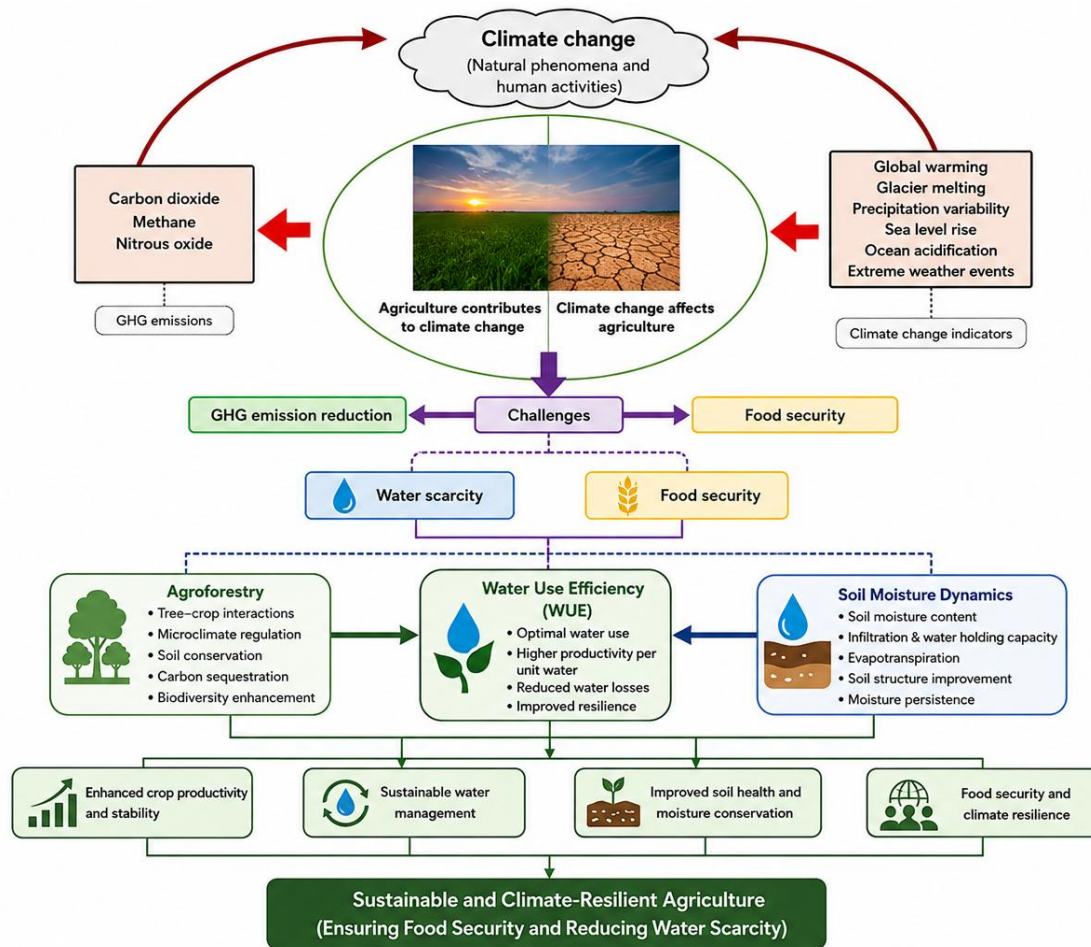 Climate change
(Natural phenomena and
human activities)
Carbon dioxide
Methane
Nitrous oxide
GHG emissions
Agriculture contributes
to climate change
Climate change affects
agriculture
Global warming
Glacier melting
Precipitation variability
Sea level rise
Ocean acidification
Extreme weather events
Climate change indicators
GHG emission reduction
Challenges
Food security
Water scarcity
Food security
Agroforestry
• Tree–crop interactions
• Microclimate regulation
• Soil conservation
• Carbon sequestration
• Biodiversity enhancement
Water Use Efficiency
(WUE)
• Optimal water use
• Higher productivity per
unit water
• Reduced water losses
• Improved resilience
Soil Moisture Dynamics
• Soil moisture content
• Infiltration & water holding capacity
• Evapotranspiration
• Soil structure improvement
• Moisture persistence
Enhanced crop productivity
and stability
Sustainable water
management
Improved soil health and
moisture conservation
Food security and
climate resilience
Sustainable and Climate-Resilient Agriculture
(Ensuring Food Security and Reducing Water Scarcity)